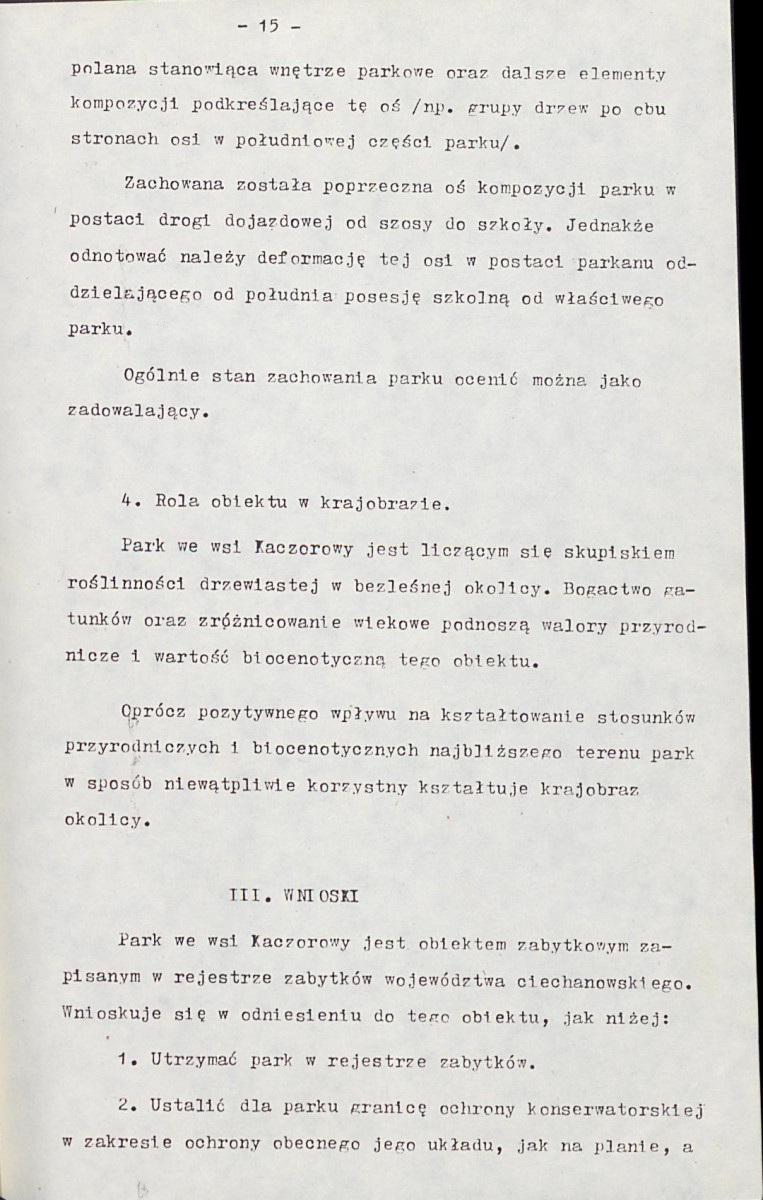 - 15 -
polana stanowiąca wnętrze parkowe oraz dalsze elementy
kompozycji podkreślające tę oś /np. grupy drzew po obu
stronach osi w południowej części parku/.
Zachowana została poprzeczna oś kompozycji parku w
postaci drogi dojazdowej od szosy do szkoły. Jednakże
odnotować należy deformację tej osi w postaci parkanu od-
dzielającego od południa posesję szkolną od właściwego
parku.
Ogólnie stan zachowania parku ocenić można jako
zadowalający.
4. Rola obiektu w krajobrazie.
Park we wsi Kaczorowy jest liczącym się skupiskiem
roślinności drzewiastej w bezleśnej okolicy. Bogactwo ga-
tunków oraz zróżnicowanie wiekowe podnoszą walory przyrod-
nicze i wartość biocenotyczną tego obiektu.
Oprócz pozytywnego wpływu na kształtowanie stosunków
przyrodniczych i biocenotycznych najbliższego terenu park
w sposób niewątpliwie korzystny kształtuje krajobraz
okolicy.
III. WNIOSKI
Park we wsi Kaczorowy jest obiektem zabytkowym za-
pisanym w rejestrze zabytków województwa ciechanowskiego.
Wnioskuje się w odniesieniu do tego obiektu, jak niżej:
1. Utrzymać park w rejestrze zabytków.
2. Ustalić dla parku granicę ochrony konserwatorskiej
w zakresie ochrony obecnego jego układu, jak na planie, a